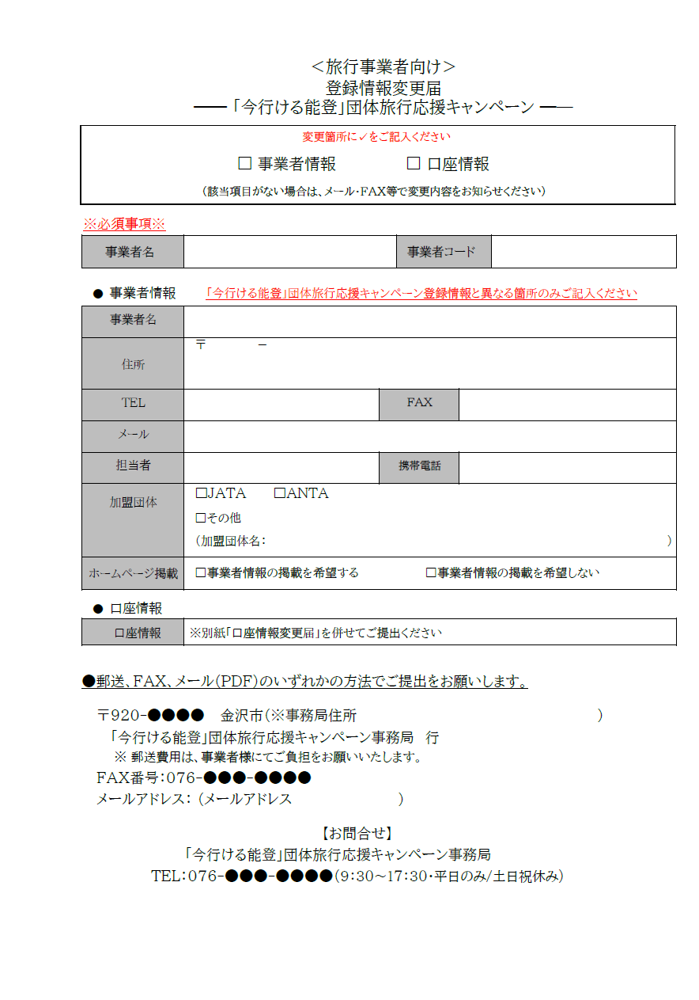 ＜旅行事業者向け＞
登録情報変更届
――「今行ける能登」団体旅行応援キャンペーン ――
変更箇所に✓をご記入ください
□ 事業者情報 □ 口座情報
（該当項目がない場合は、メール・FAX等で変更内容をお知らせください）
※必須事項※
事業者名 事業者コード
● 事業者情報 「今行ける能登」団体旅行応援キャンペーン登録情報と異なる箇所のみご記入ください
事業者名
〒 －
住所
TEL FAX
メール
担当者 携帯電話
加盟団体 □JATA □ANTA
□その他
（加盟団体名： ）
ホームページ掲載 □事業者情報の掲載を希望する □事業者情報の掲載を希望しない
● 口座情報
口座情報 ※別紙「口座情報変更届」を併せてご提出ください
●郵送、FAX、メール（PDF）のいずれかの方法でご提出をお願いします。
〒920-●●●● 金沢市（※事務局住所 ）
「今行ける能登」団体旅行応援キャンペーン事務局 行
※ 郵送費用は、事業者様にてご負担をお願いいたします。
FAX番号：076-●●●-●●●●
メールアドレス：（メールアドレス ）
【お問合せ】
「今行ける能登」団体旅行応援キャンペーン事務局
TEL：076-●●●-●●●●（9：30～17：30・平日のみ/土日祝休み）